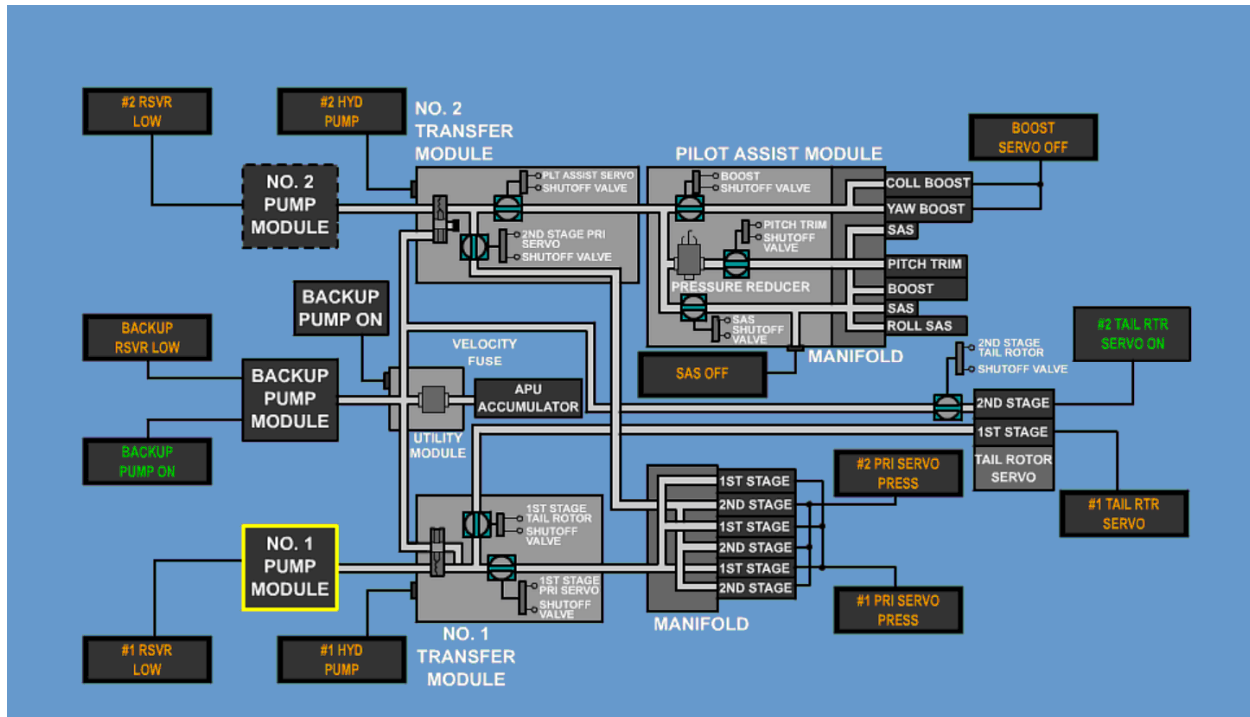 #2 RSVR
LOW
#2 HYD
PUMP
NO. 2
TRANSFER
MODULE
PILOT ASSIST MODULE
BOOST
SERVO OFF
NO. 2
PUMP
MODULE
PLT ASSIST SERVO
SHUTOFF VALVE
BOOST
SHUTOFF VALVE
COLL BOOST
YAW BOOST
SAS
PITCH TRIM
BOOST
SAS
ROLL SAS
2ND STAGE PRI
SERVO
SHUTOFF VALVE
PITCH TRIM
SHUTOFF
VALVE
PRESSURE REDUCER
SAS
SHUTOFF
VALVE
MANIFOLD
SAS OFF
BACKUP
PUMP ON
BACKUP
RSVR LOW
VELOCITY
FUSE
BACKUP
PUMP
MODULE
APU
ACCUMULATOR
UTILITY
MODULE
BACKUP
PUMP ON
2ND STAGE
TAIL ROTOR
SHUTOFF VALVE
#2 TAIL RTR
SERVO ON
2ND STAGE
1ST STAGE
TAIL ROTOR
SERVO
#1 TAIL RTR
SERVO
#2 PRI SERVO
PRESS
1ST STAGE
2ND STAGE
1ST STAGE
2ND STAGE
1ST STAGE
2ND STAGE
MANIFOLD
#1 PRI SERVO
PRESS
1ST STAGE
TAIL ROTOR
SHUTOFF
VALVE
1ST STAGE
PRI SERVO
SHUTOFF
VALVE
NO. 1
PUMP
MODULE
#1 RSVR
LOW
#1 HYD
PUMP
NO. 1
TRANSFER
MODULE